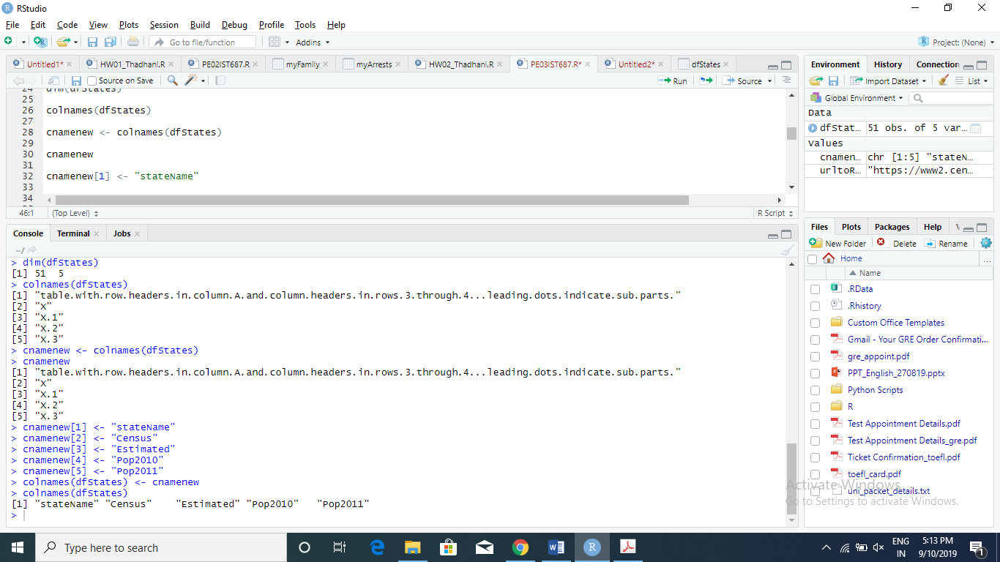 RStudio
File Edit Code View Plots Session Build Debug Profile Tools Help
Go to file/function Addins Project: (None)
Untitled1* HW01_Thadhani.R PE02IST687.R myFamily myArrests HW02_Thadhani.R PE03IST687.R* Untitled2* dfStates
Source on Save Run Source
24 dim(dfStates)
25
26 colnames(dfStates)
27
28 cnamenew <- colnames(dfStates)
29
30 cnamenew
31
32 cnamenew[1] <- "stateName"
33
34
46:1 (Top Level) R Script
Console Terminal Jobs
~/
> dim(dfStates)
[1] 51  5
> colnames(dfStates)
[1] "table.with.row.headers.in.column.A.and.column.headers.in.rows.3.through.4...leading.dots.indicate.sub.parts."
[2] "X"
[3] "X.1"
[4] "X.2"
[5] "X.3"
> cnamenew <- colnames(dfStates)
> cnamenew
[1] "table.with.row.headers.in.column.A.and.column.headers.in.rows.3.through.4...leading.dots.indicate.sub.parts."
[2] "X"
[3] "X.1"
[4] "X.2"
[5] "X.3"
> cnamenew[1] <- "stateName"
> cnamenew[2] <- "Census"
> cnamenew[3] <- "Estimated"
> cnamenew[4] <- "Pop2010"
> cnamenew[5] <- "Pop2011"
> colnames(dfStates) <- cnamenew
> colnames(dfStates)
[1] "stateName" "Census"    "Estimated" "Pop2010"   "Pop2011"
>
Environment History Connection
Import Dataset List
Global Environment
Data
dfStat… 51 obs. of 5 var…
Values
cnamen… chr [1:5] "stateN…
urltoR… "https://www2.cen…
Files Plots Packages Help
New Folder Delete Rename
Home ...
Name
.RData
.Rhistory
Custom Office Templates
Gmail - Your GRE Order Confirmati...
gre_appoint.pdf
PPT_English_270819.pptx
Python Scripts
R
Test Appointment Details.pdf
Test Appointment Details_gre.pdf
Ticket Confirmation_toefl.pdf
toefl_card.pdf
uni_packet_details.txt
Activate Windows
Go to Settings to activate Windows.
Type here to search
ENG
IN
5:13 PM
9/10/2019
1